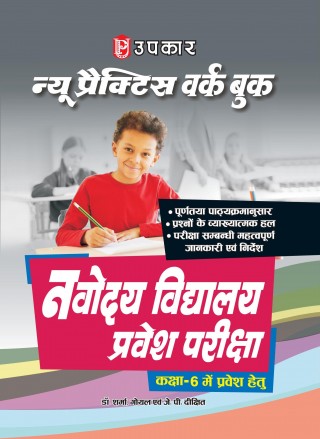 उपकार
न्यू प्रैक्टिस वर्क बुक
• पूर्णतया पाठ्यक्रमानुसार
• प्रश्नों के व्याख्यात्मक हल
• परीक्षा सम्बन्धी महत्वपूर्ण
जानकारी एवं निर्देश
नवोदय विद्यालय
प्रवेश परीक्षा
कक्षा-6 में प्रवेश हेतु
डॉ. शर्मा, गोयल एवं जे. पी. दीक्षित